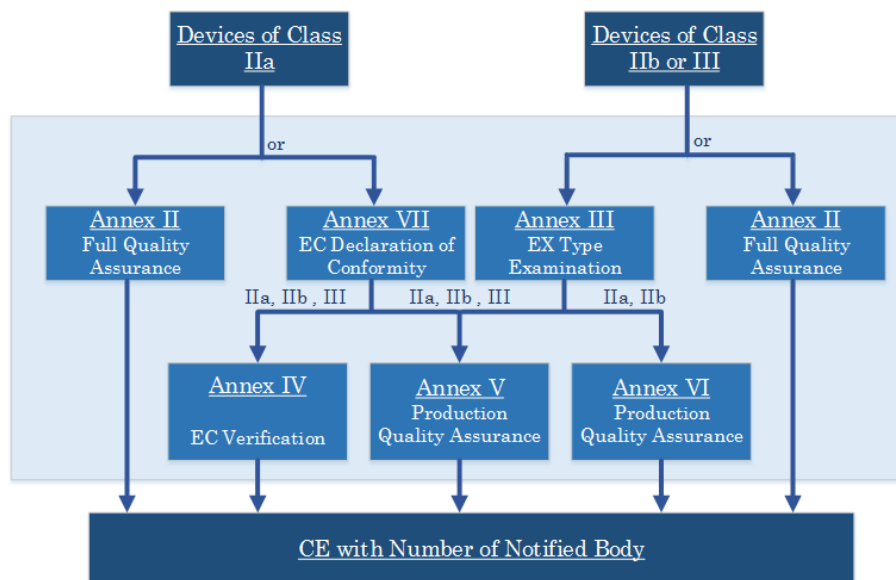 Devices of Class
IIa
Devices of Class
IIb or III
or
or
Annex II
Full Quality
Assurance
Annex VII
EC Declaration of
Conformity
Annex III
EX Type
Examination
Annex II
Full Quality
Assurance
IIa, IIb , III
IIa, IIb , III
IIa, IIb
Annex IV
EC Verification
Annex V
Production
Quality Assurance
Annex VI
Production
Quality Assurance
CE with Number of Notified Body